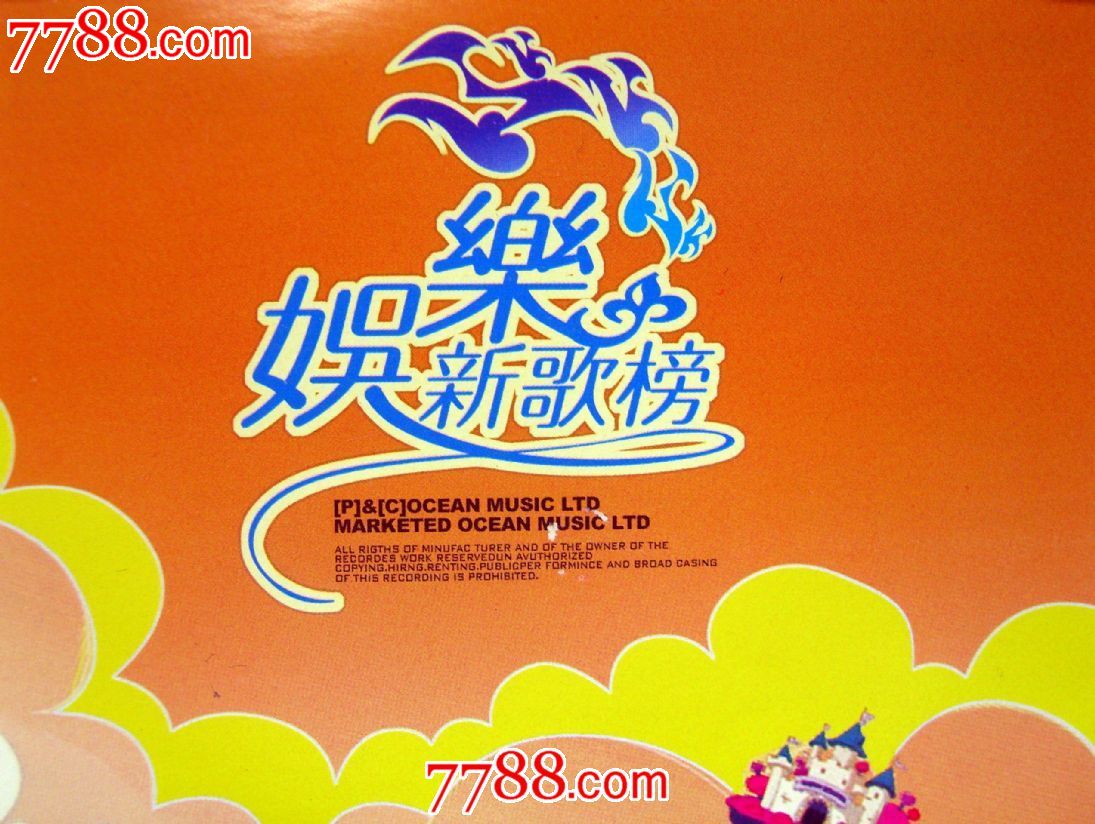 7788.com
娛樂
新歌榜
[P]&[C]OCEAN MUSIC LTD
MARKETED OCEAN MUSIC LTD
ALL RIGTHS OF MINUFAC TURER AND OF THE OWNER OF THE
RECORDES WORK RESERVEDUN AVUTHORIZED
COPYING.HIRNG.RENTING.PUBLICPER FORMINCE AND BROAD CASING
OF THIS RECORDING IS PROHIBITED.
7788.com